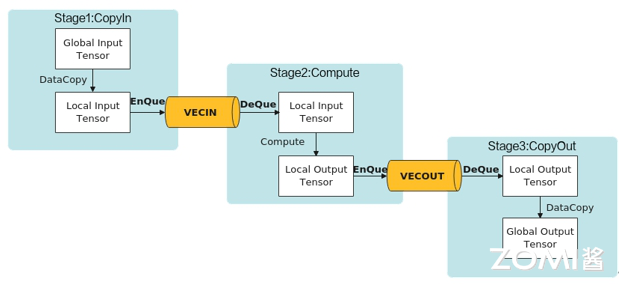 Stage1:CopyIn
Global Input
Tensor
DataCopy
Local Input
Tensor
EnQue
VECIN
DeQue
Stage2:Compute
Local Input
Tensor
Compute
Local Output
Tensor
EnQue
VECOUT
DeQue
Stage3:CopyOut
Local Output
Tensor
DataCopy
Global Output
Tensor
ZOMI酱